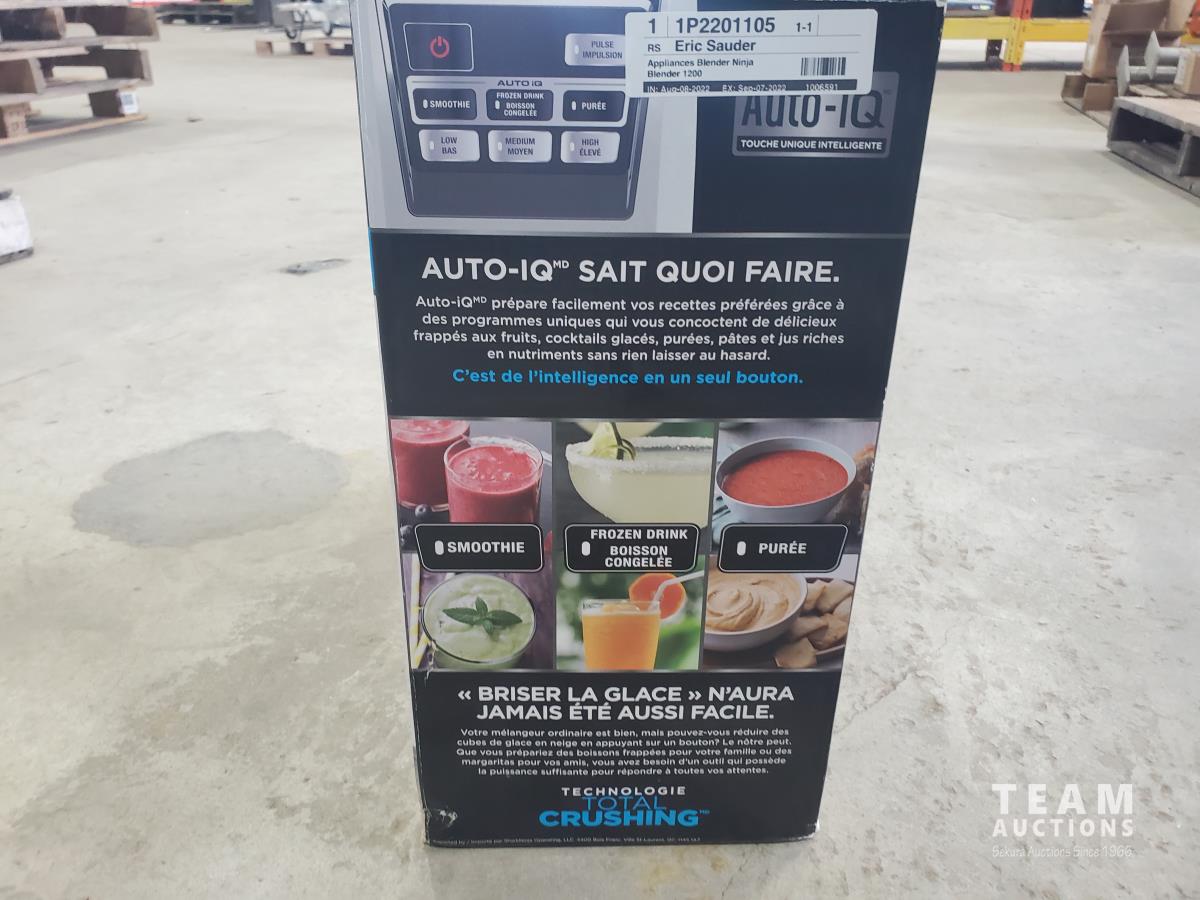 1 1P2201105 1-1
RS Eric Sauder
Appliances Blender Ninja
Blender 1200
IN: Aug-08-2022 EX: Sep-07-2022 1006591
PULSE
IMPULSION
AUTO iQ
SMOOTHIE
FROZEN DRINK
BOISSON
CONGELÉE
PURÉE
LOW
BAS
MEDIUM
MOYEN
HIGH
ÉLEVÉ
Auto-iQ
TOUCHE UNIQUE INTELLIGENTE
AUTO-IQMD SAIT QUOI FAIRE.
Auto-iQMD prépare facilement vos recettes préférées grâce à
des programmes uniques qui vous concoctent de délicieux
frappés aux fruits, cocktails glacés, purées, pâtes et jus riches
en nutriments sans rien laisser au hasard.
C'est de l'intelligence en un seul bouton.
SMOOTHIE
FROZEN DRINK
BOISSON
CONGELÉE
PURÉE
« BRISER LA GLACE » N'AURA
JAMAIS ÉTÉ AUSSI FACILE.
Votre mélangeur ordinaire est bien, mais pouvez-vous réduire des
cubes de glace en neige en appuyant sur un bouton? Le nôtre peut.
Que vous prépariez des boissons frappées pour votre famille ou des
margaritas pour vos amis, vous avez besoin d'un outil qui possède
la puissance suffisante pour répondre à toutes vos attentes.
TECHNOLOGIE
TOTAL
CRUSHING
TEAM
AUCTIONS
Sekura Auctions Since 1966